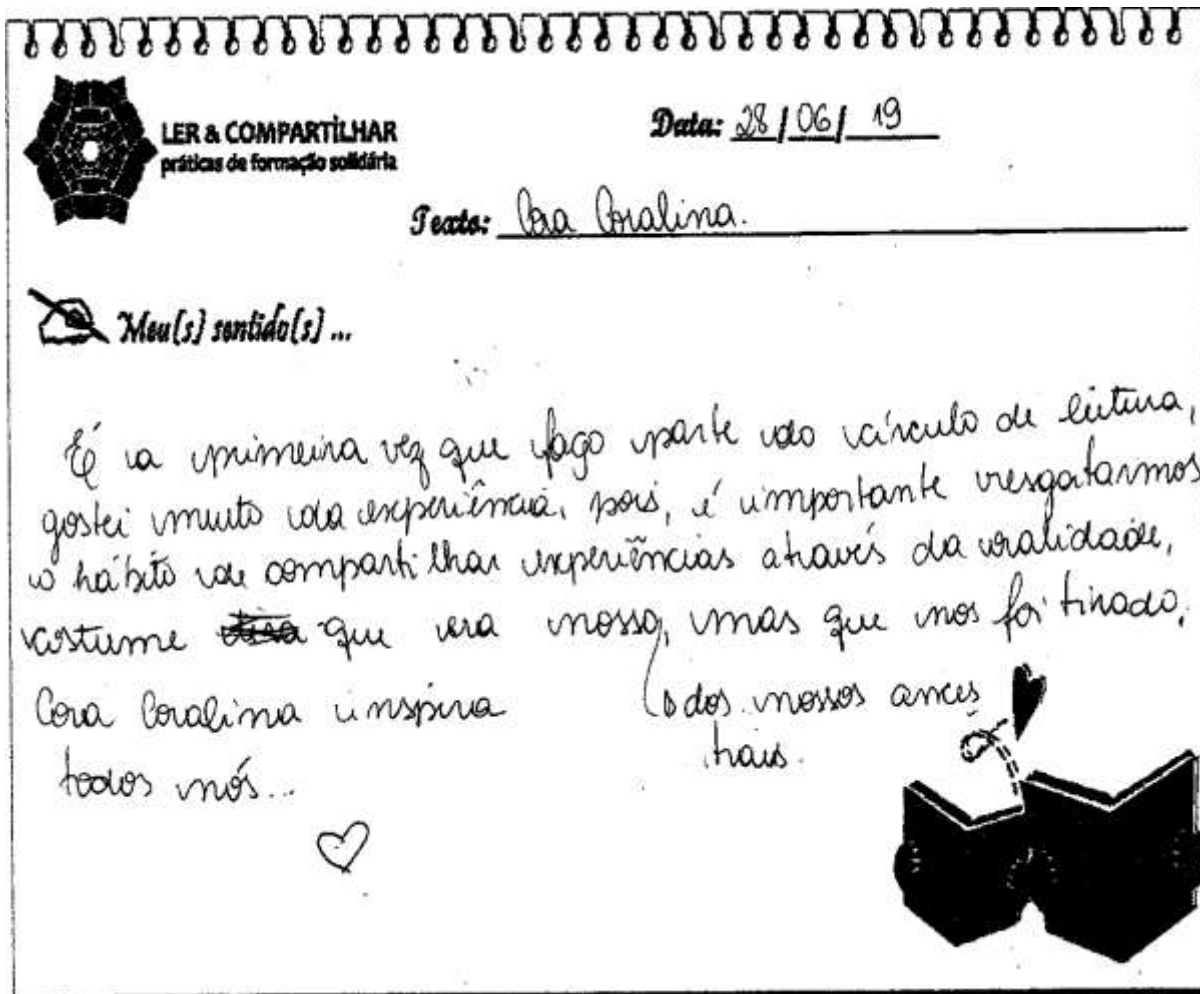 LER & COMPARTILHAR
práticas de formação solidária
Data: 28/06/19
Texto: Cora Coralina.
Meu(s) sentido(s) ...
É a primeira vez que faço parte do círculo de leitura,
gostei muito da experiência, pois, é importante resgatarmos
o hábito de compartilhar experiências através da oralidade,
costume que era nosso, mas que nos foi tirado.
dos nossos ances
trais.
Cora Coralina inspira
todos nós...